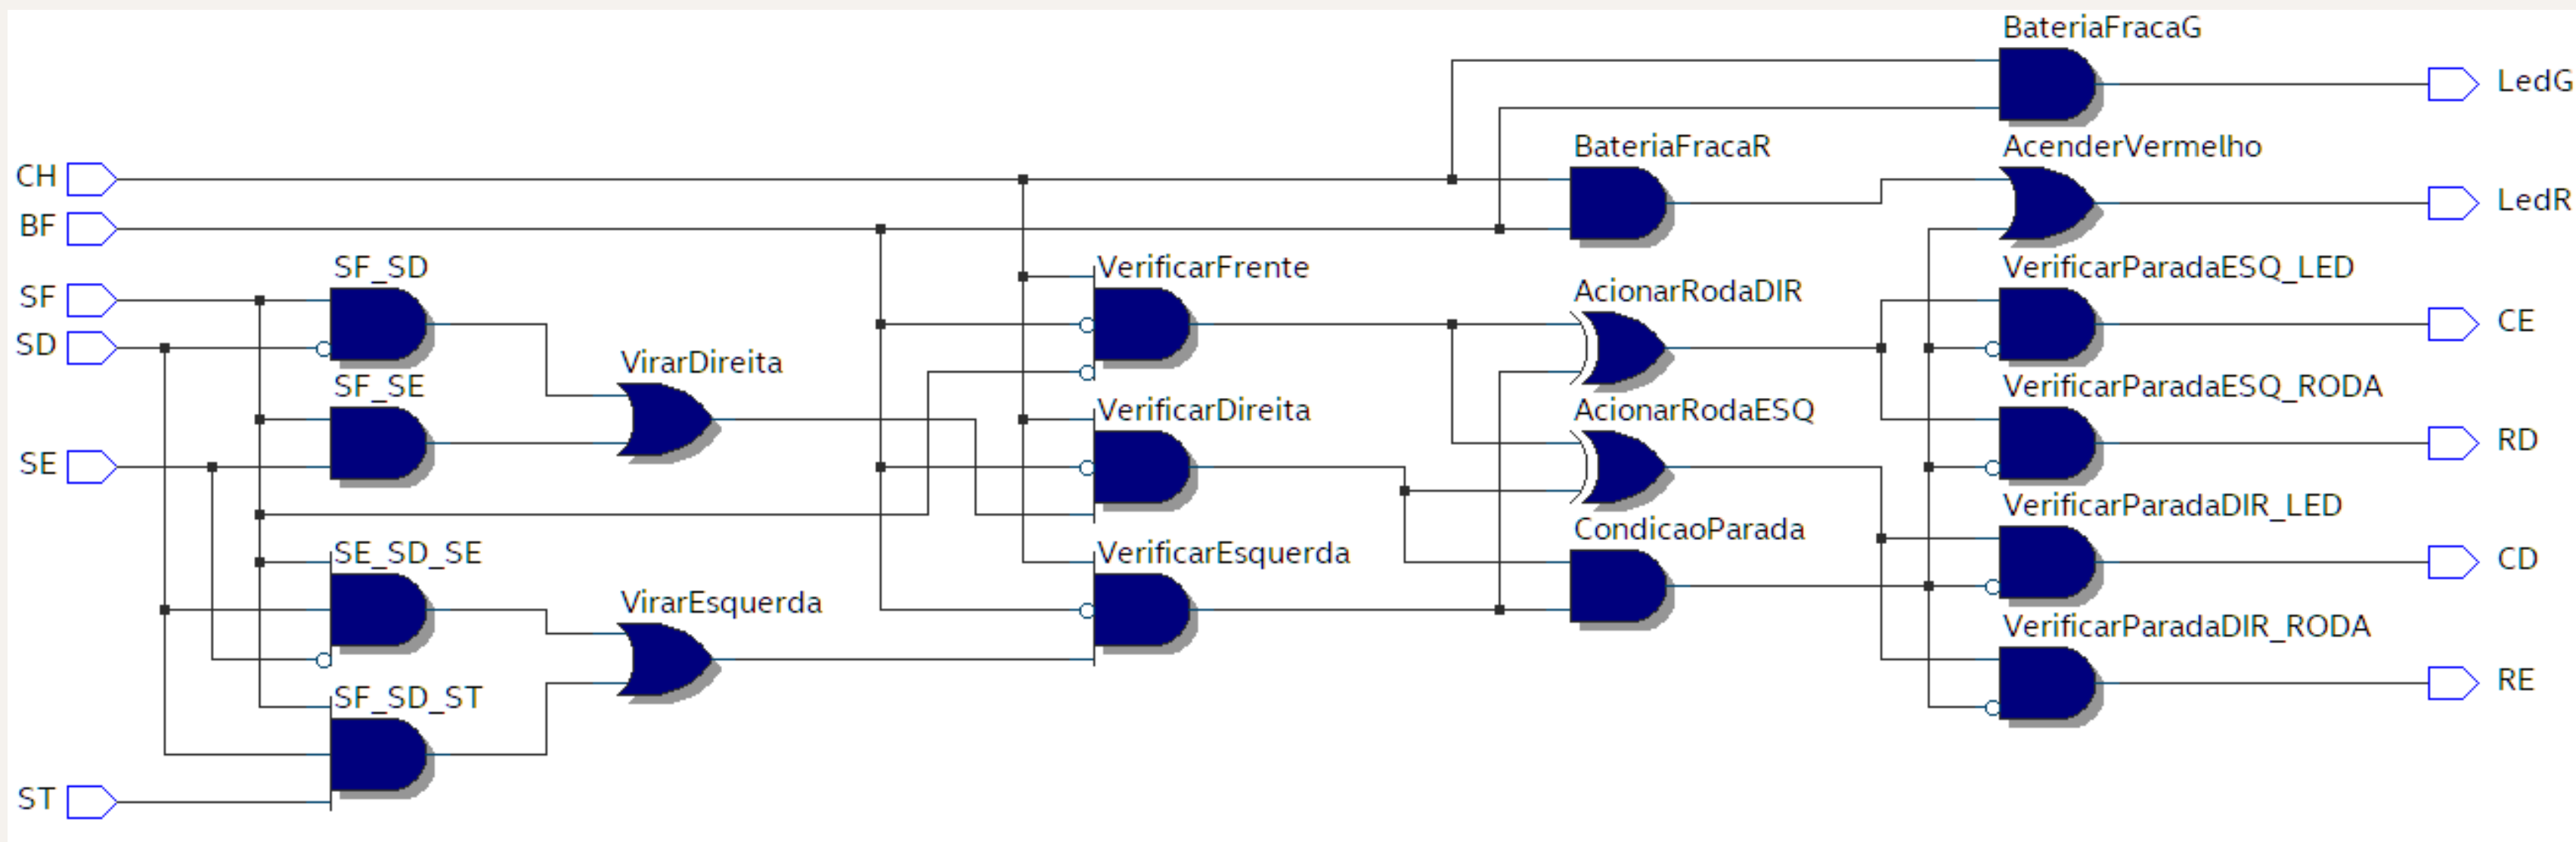 BateriaFracaG
LedG
BateriaFracaR
AcenderVermelho
CH
LedR
BF
SF_SD
VerificarFrente
VerificarParadaESQ_LED
SF
AcionarRodaDIR
CE
SD
VirarDireita
SF_SE
VerificarDireita
AcionarRodaESQ
VerificarParadaESQ_RODA
RD
SE
VerificarParadaDIR_LED
CondicaoParada
SE_SD_SE
VerificarEsquerda
CD
VirarEsquerda
VerificarParadaDIR_RODA
SF_SD_ST
RE
ST